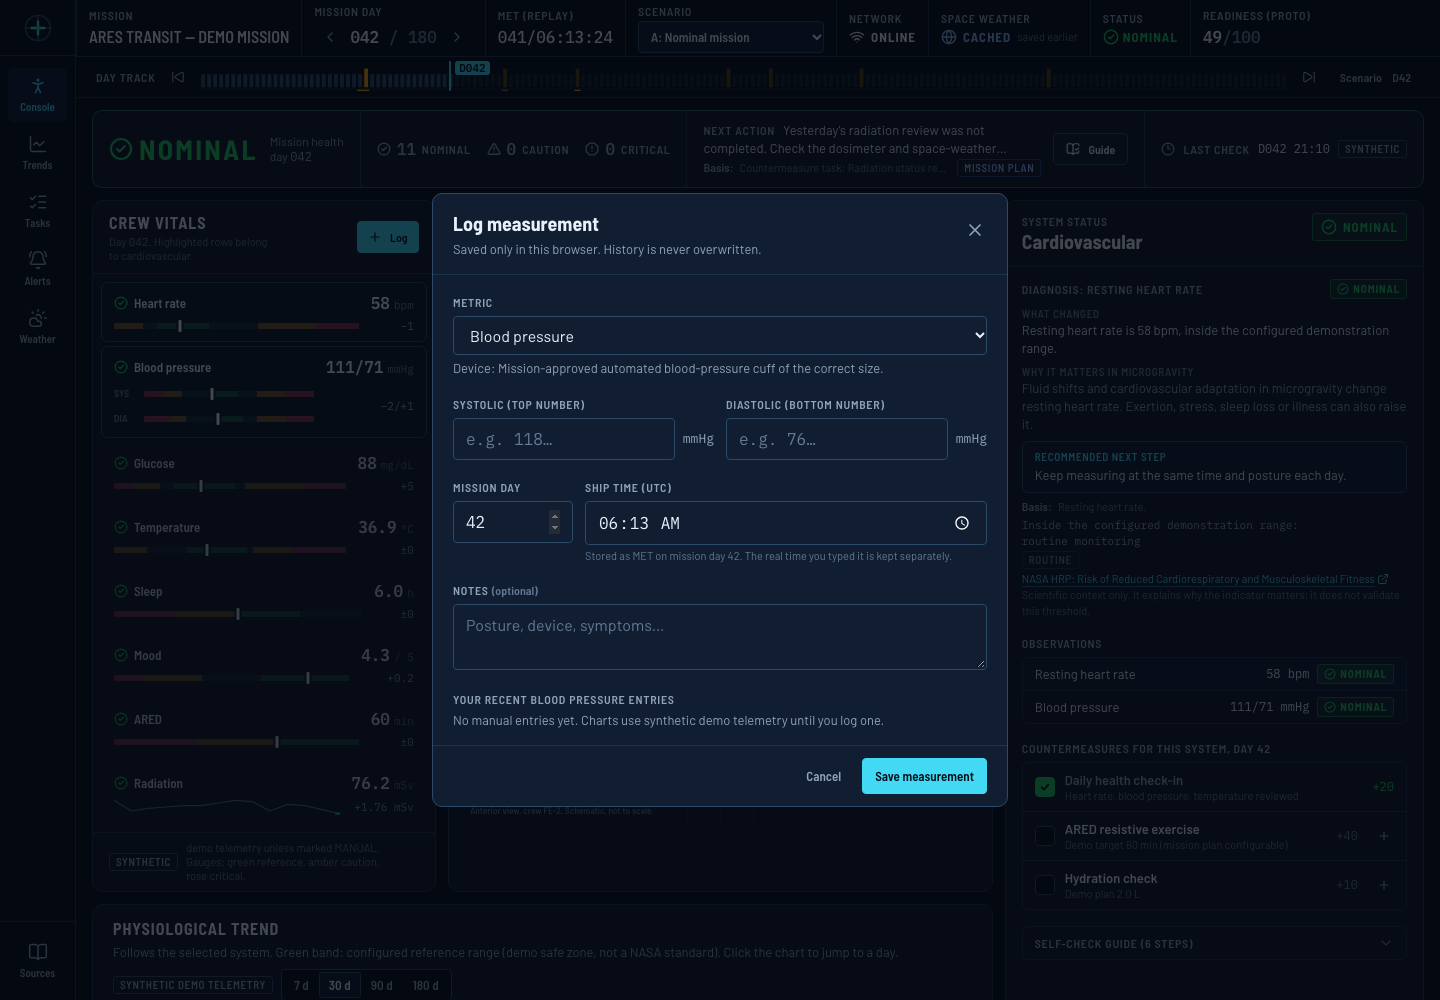 MISSION
ARES TRANSIT – DEMO MISSION
MISSION DAY
042 / 180
MET (REPLAY)
041/06:13:24
SCENARIO
A: Nominal mission
NETWORK
ONLINE
SPACE WEATHER
CACHED saved earlier
STATUS
NOMINAL
READINESS (PROTO)
49/100
DAY TRACK
D042
Scenario D42
Console
Trends
Tasks
Alerts
Weather
Sources
NOMINAL
Mission health
day 042
11 NOMINAL
0 CAUTION
0 CRITICAL
NEXT ACTION Yesterday's radiation review was not
completed. Check the dosimeter and space-weather...
Basis: Countermeasure task: Radiation status re...
MISSION PLAN
Guide
LAST CHECK D042 21:10 SYNTHETIC
CREW VITALS
Day 042. Highlighted rows belong
to cardiovascular.
Log
Heart rate 58 bpm
−1
Blood pressure 111/71 mmHg
SYS
−2/+1
DIA
Glucose 88 mg/dL
+5
Temperature 36.9 °C
±0
Sleep 6.0 h
±0
Mood 4.3 / 5
+0.2
ARED 60 min
±0
Radiation 76.2 mSv
+1.76 mSv
SYNTHETIC
demo telemetry unless marked MANUAL.
Gauges: green reference, amber caution,
rose critical.
Log measurement
Saved only in this browser. History is never overwritten.
METRIC
Blood pressure
Device: Mission-approved automated blood-pressure cuff of the correct size.
SYSTOLIC (TOP NUMBER)
e.g. 118…
mmHg
DIASTOLIC (BOTTOM NUMBER)
e.g. 76…
mmHg
MISSION DAY
42
SHIP TIME (UTC)
06:13 AM
Stored as MET on mission day 42. The real time you typed it is kept separately.
NOTES (optional)
Posture, device, symptoms…
YOUR RECENT BLOOD PRESSURE ENTRIES
No manual entries yet. Charts use synthetic demo telemetry until you log one.
Cancel
Save measurement
Anterior view, crew FE-2. Schematic, not to scale.
PHYSIOLOGICAL TREND
Follows the selected system. Green band: configured reference range (demo safe zone, not a NASA standard). Click the chart to jump to a day.
SYNTHETIC DEMO TELEMETRY
7 d
30 d
90 d
180 d
SYSTEM STATUS
Cardiovascular
NOMINAL
DIAGNOSIS: RESTING HEART RATE
NOMINAL
WHAT CHANGED
Resting heart rate is 58 bpm, inside the configured demonstration
range.
WHY IT MATTERS IN MICROGRAVITY
Fluid shifts and cardiovascular adaptation in microgravity change
resting heart rate. Exertion, stress, sleep loss or illness can also raise
it.
RECOMMENDED NEXT STEP
Keep measuring at the same time and posture each day.
Basis: Resting heart rate.
Inside the configured demonstration range:
routine monitoring
ROUTINE
NASA HRP: Risk of Reduced Cardiorespiratory and Musculoskeletal Fitness
Scientific context only. It explains why the indicator matters; it does not validate
this threshold.
OBSERVATIONS
Resting heart rate 58 bpm NOMINAL
Blood pressure 111/71 mmHg NOMINAL
COUNTERMEASURES FOR THIS SYSTEM, DAY 42
Daily health check-in
Heart rate, blood pressure, temperature reviewed
+20
ARED resistive exercise
Demo target 60 min (mission plan configurable)
+40
Hydration check
Demo plan 2.0 L
+10
SELF-CHECK GUIDE (6 STEPS)